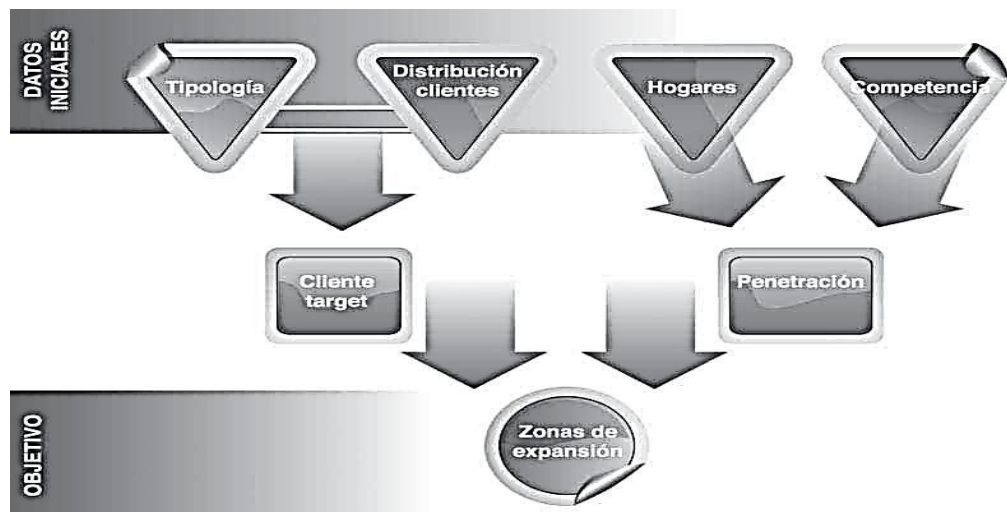 DATOS
INICIALES
Tipología
Distribución
clientes
Hogares
Competencia
Cliente
target
Penetración
OBJETIVO
Zonas de
expansión